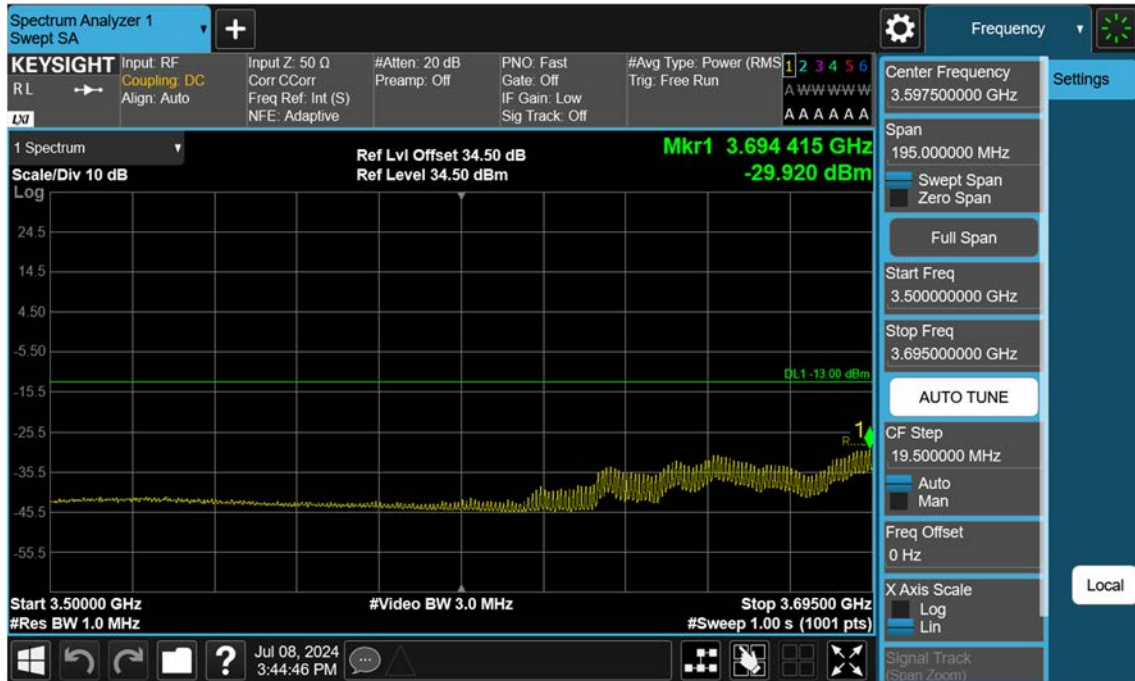 Spectrum Analyzer 1
Swept SA
+
Frequency
KEYSIGHT
RL
LXI
Input: RF
Coupling: DC
Align: Auto
Input Z: 50 Ω
Corr CCorr
Freq Ref: Int (S)
NFE: Adaptive
#Atten: 20 dB
Preamp: Off
PNO: Fast
Gate: Off
IF Gain: Low
Sig Track: Off
#Avg Type: Power (RMS
Trig: Free Run
1 2 3 4 5 6
A W W W W W
A A A A A A
1 Spectrum
Scale/Div 10 dB
Ref Lvl Offset 34.50 dB
Ref Level 34.50 dBm
Mkr1 3.694 415 GHz
-29.920 dBm
Log
24.5
14.5
4.50
-5.50
-15.5
-25.5
-35.5
-45.5
-55.5
DL1 -13.00 dBm
1
Start 3.50000 GHz
#Res BW 1.0 MHz
#Video BW 3.0 MHz
Stop 3.69500 GHz
#Sweep 1.00 s (1001 pts)
?
Jul 08, 2024
3:44:46 PM
Center Frequency
3.597500000 GHz
Span
195.000000 MHz
Swept Span
Zero Span
Full Span
Start Freq
3.500000000 GHz
Stop Freq
3.695000000 GHz
AUTO TUNE
CF Step
19.500000 MHz
Auto
Man
Freq Offset
0 Hz
X Axis Scale
Log
Lin
Signal Track
(Span Zoom)
Settings
Local